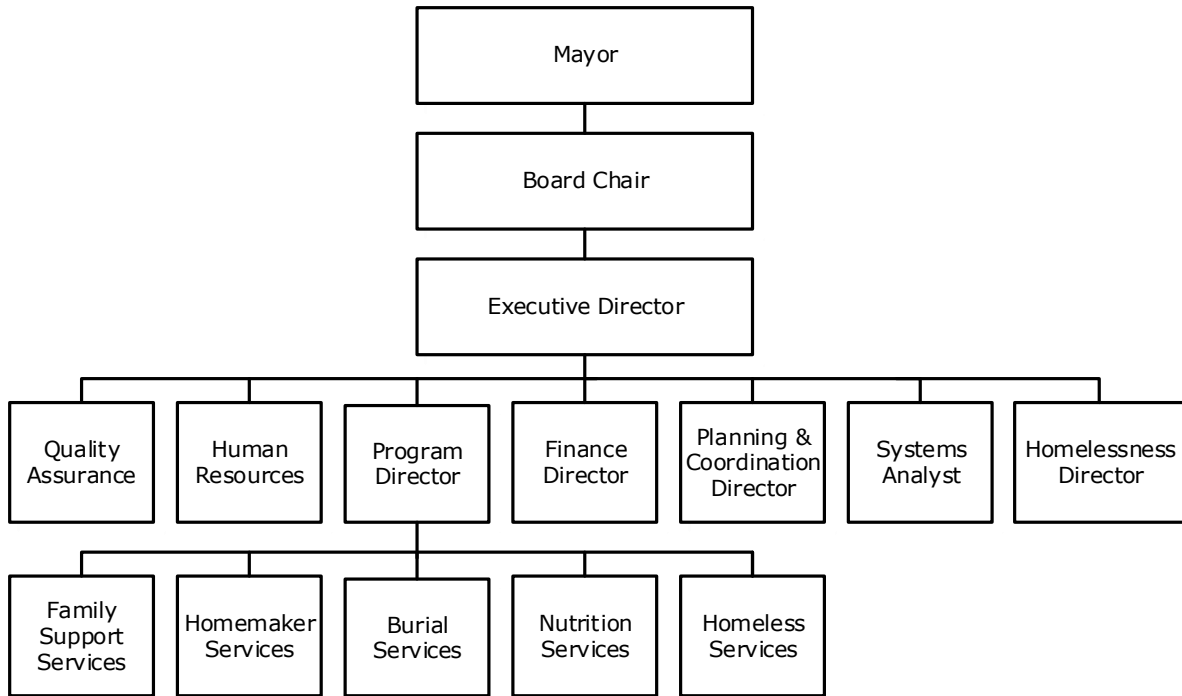 Mayor
Board Chair
Executive Director
Quality
Assurance
Human
Resources
Program
Director
Finance
Director
Planning &
Coordination
Director
Systems
Analyst
Homelessness
Director
Family
Support
Services
Homemaker
Services
Burial
Services
Nutrition
Services
Homeless
Services